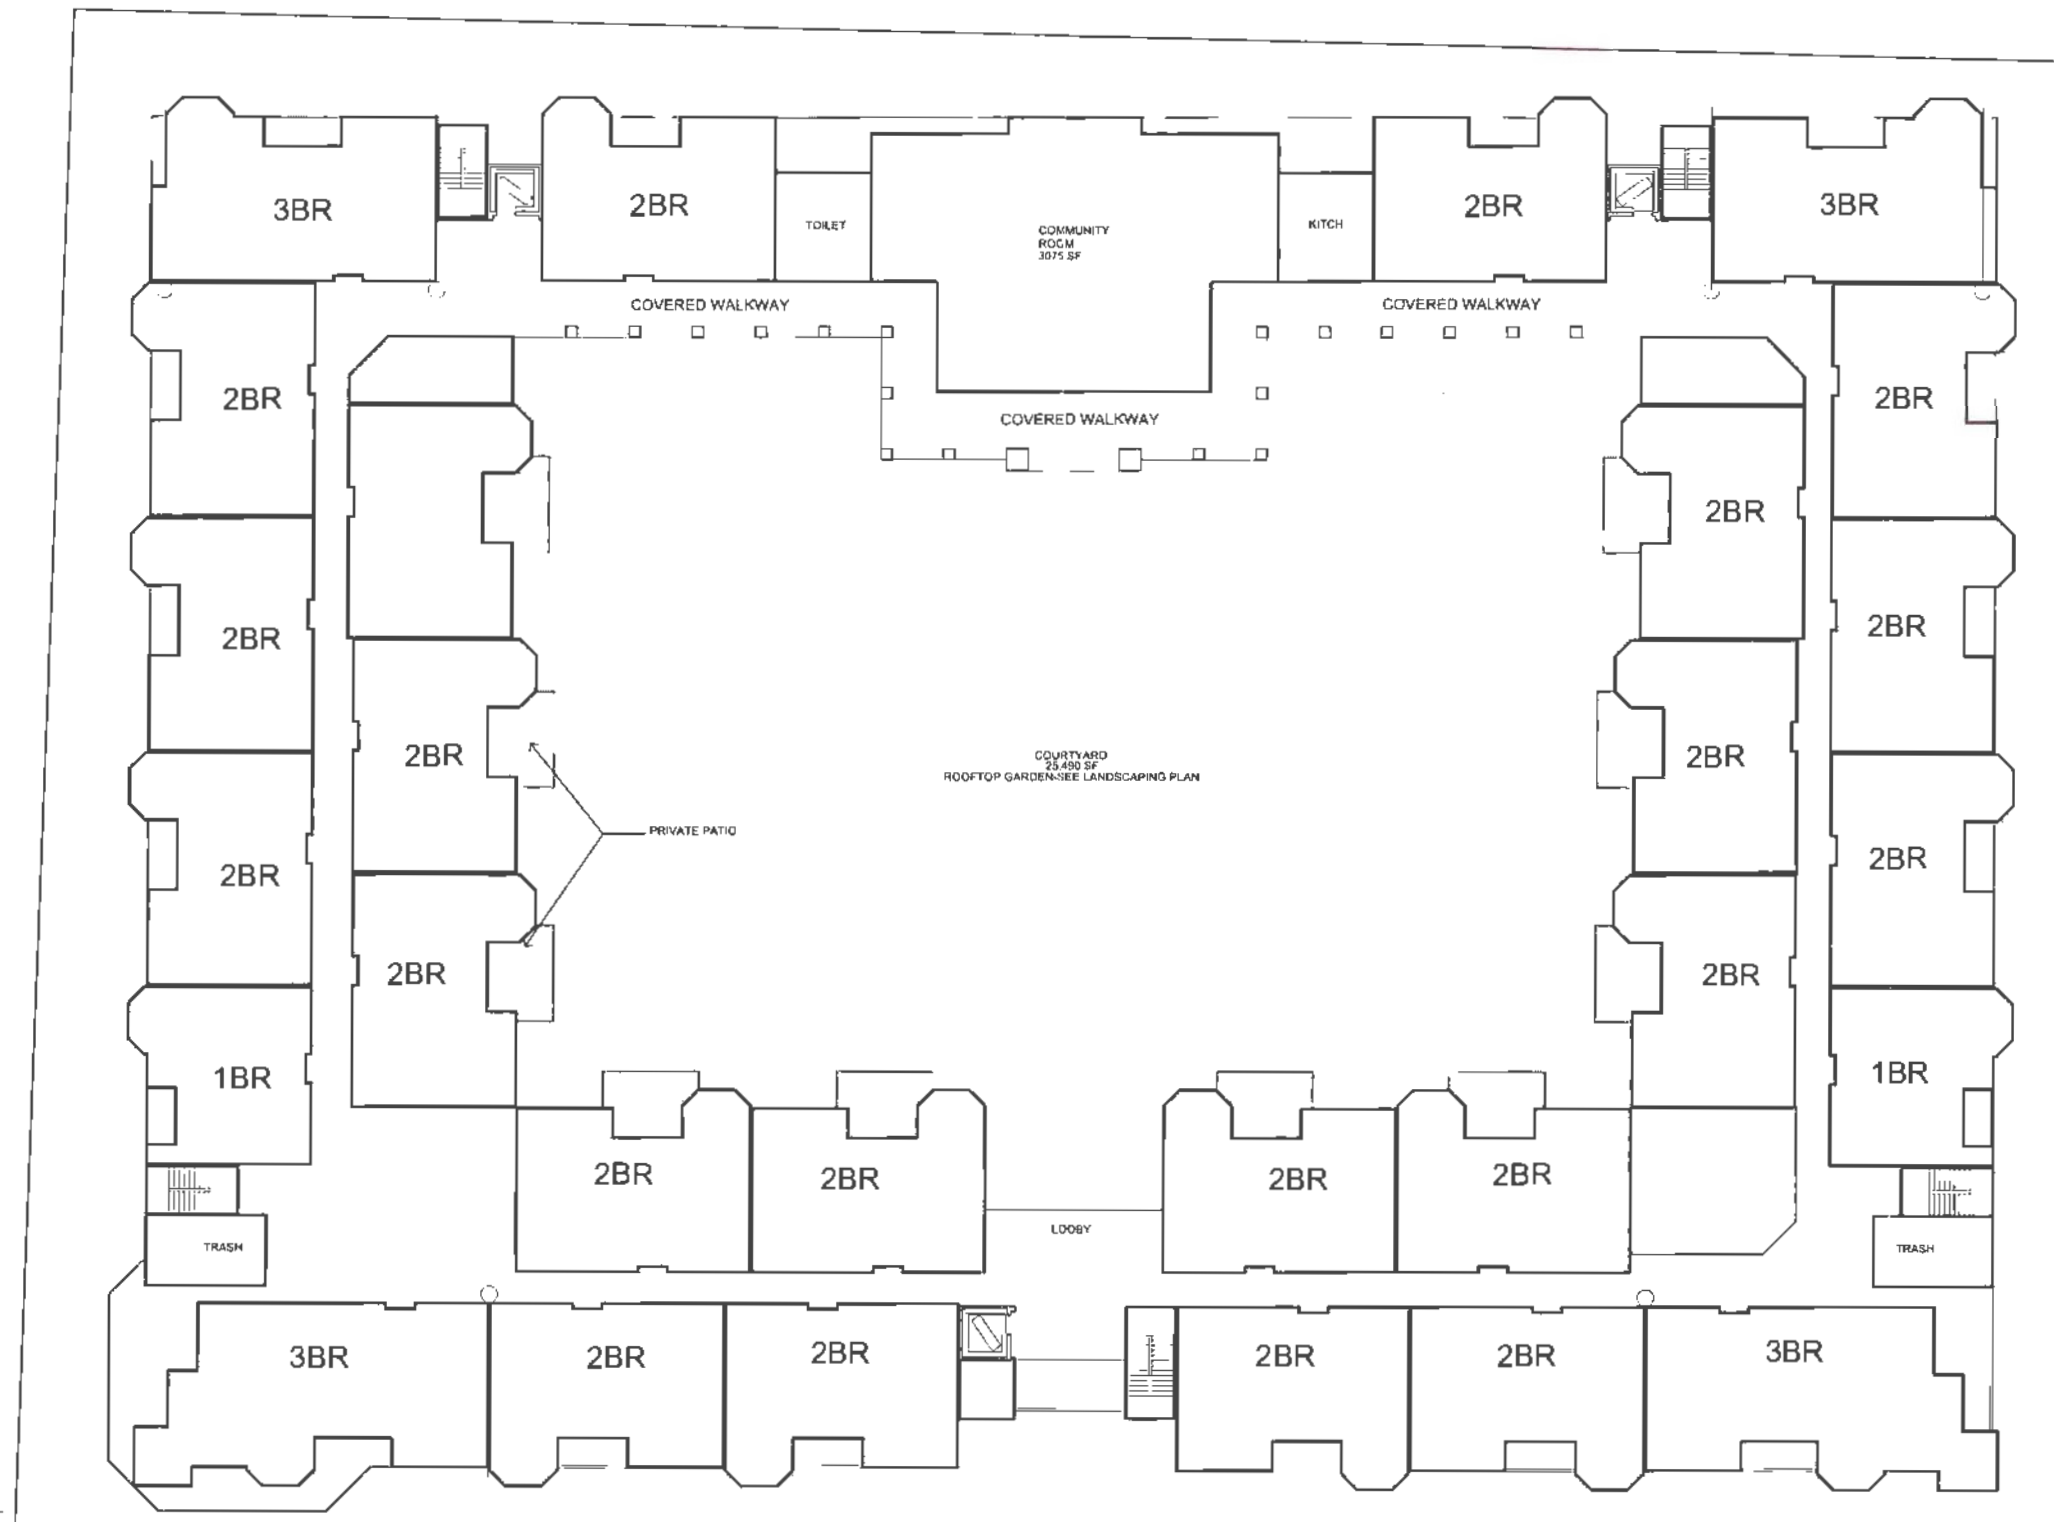 3BR
2BR
TOILET
COMMUNITY
ROOM
3075 SF
KITCH
2BR
3BR
COVERED WALKWAY
COVERED WALKWAY
2BR
2BR
COVERED WALKWAY
2BR
2BR
2BR
2BR
2BR
COURTYARD
25,490 SF
ROOFTOP GARDEN-SEE LANDSCAPING PLAN
2BR
PRIVATE PATIO
2BR
2BR
2BR
2BR
1BR
1BR
2BR
2BR
2BR
2BR
LOOBY
TRASH
TRASH
3BR
2BR
2BR
2BR
2BR
3BR